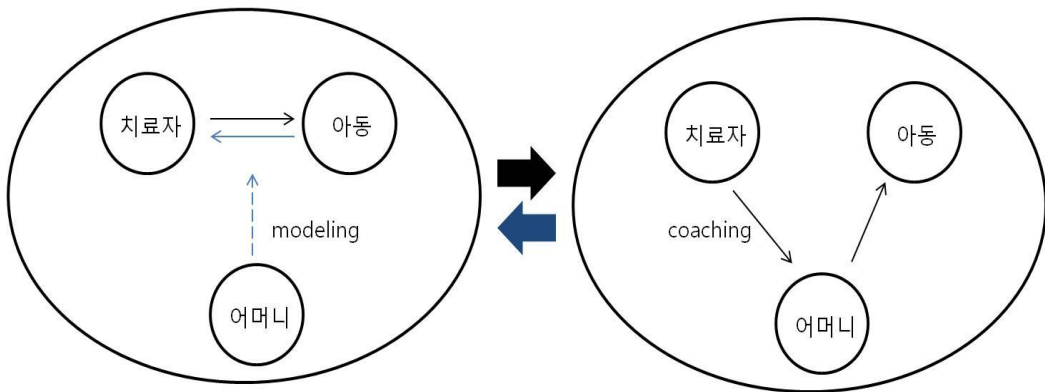 치료자
아동
modeling
어머니
치료자
아동
coaching
어머니